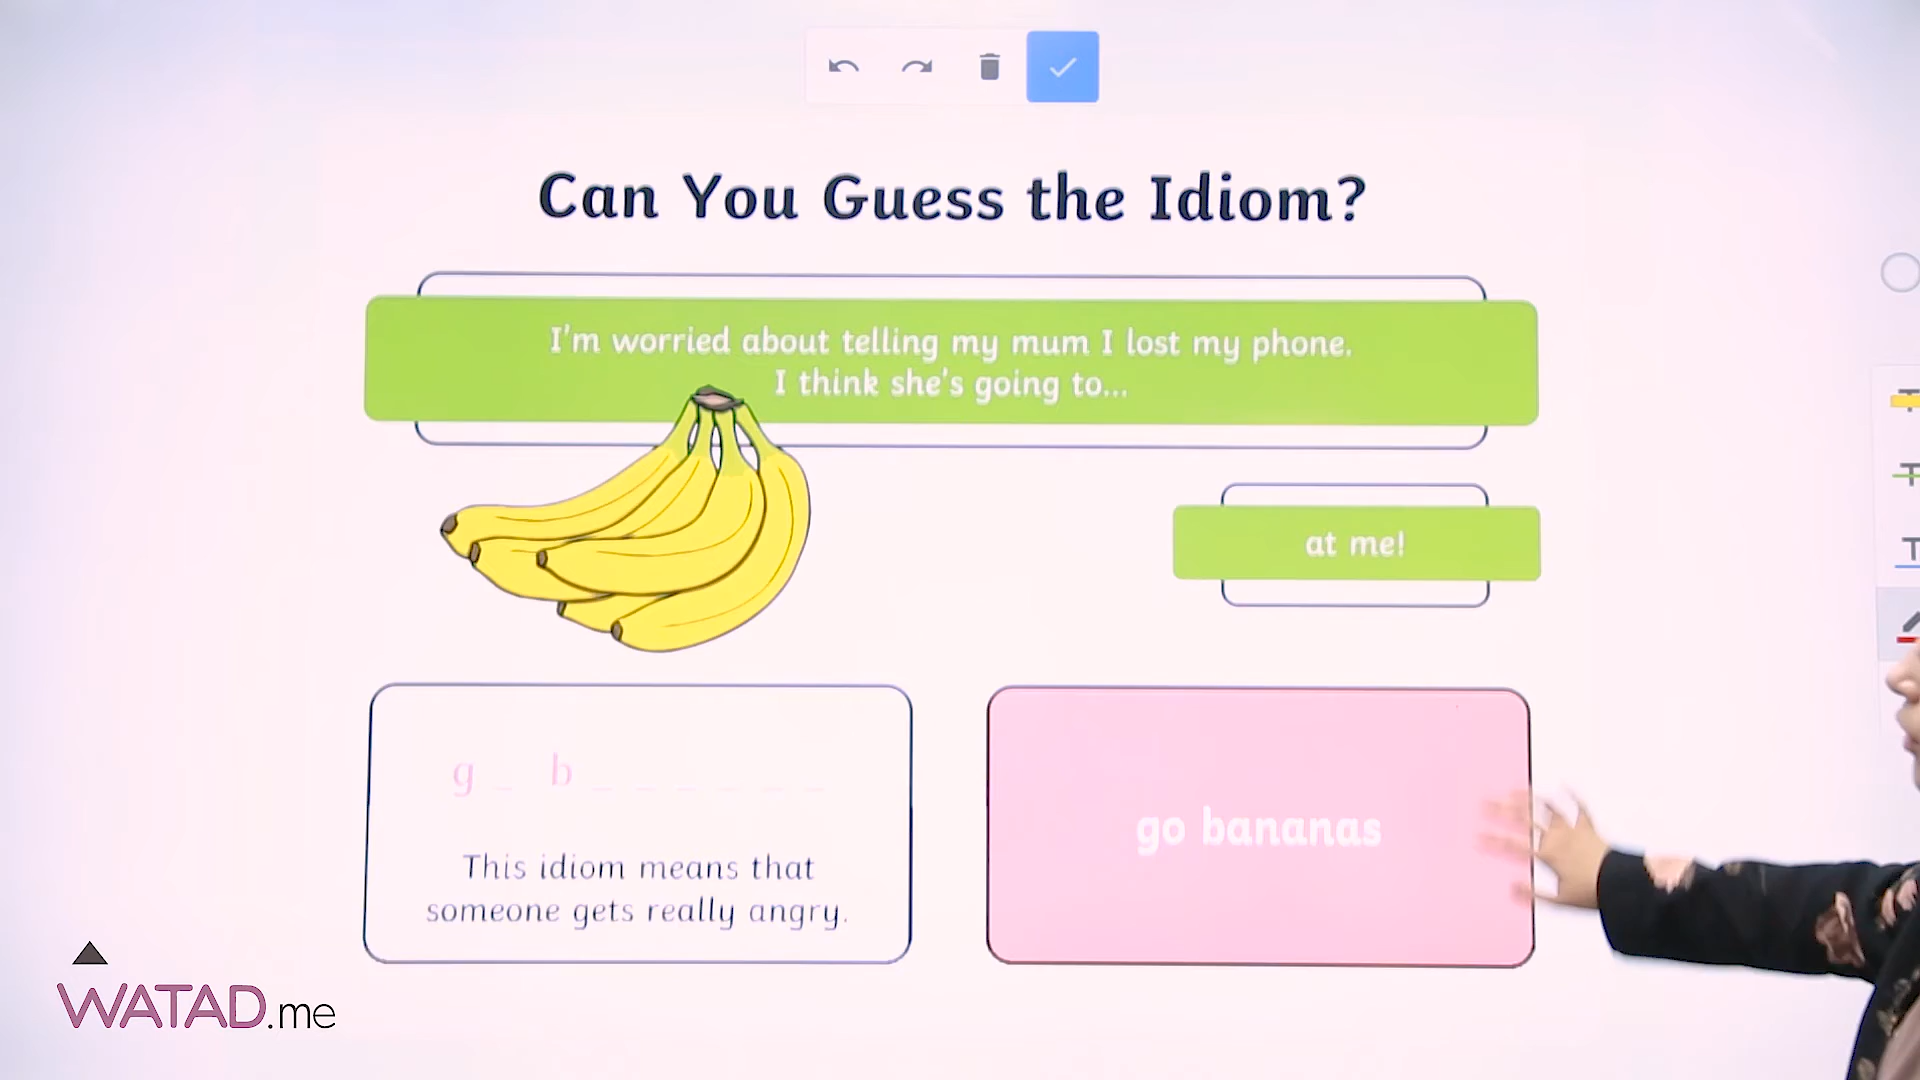 Can You Guess the Idiom?
I'm worried about telling my mum I lost my phone.
I think she's going to...
at me!
g _ b _ _ _ _ _ _
This idiom means that
someone gets really angry.
go bananas
WATAD.me